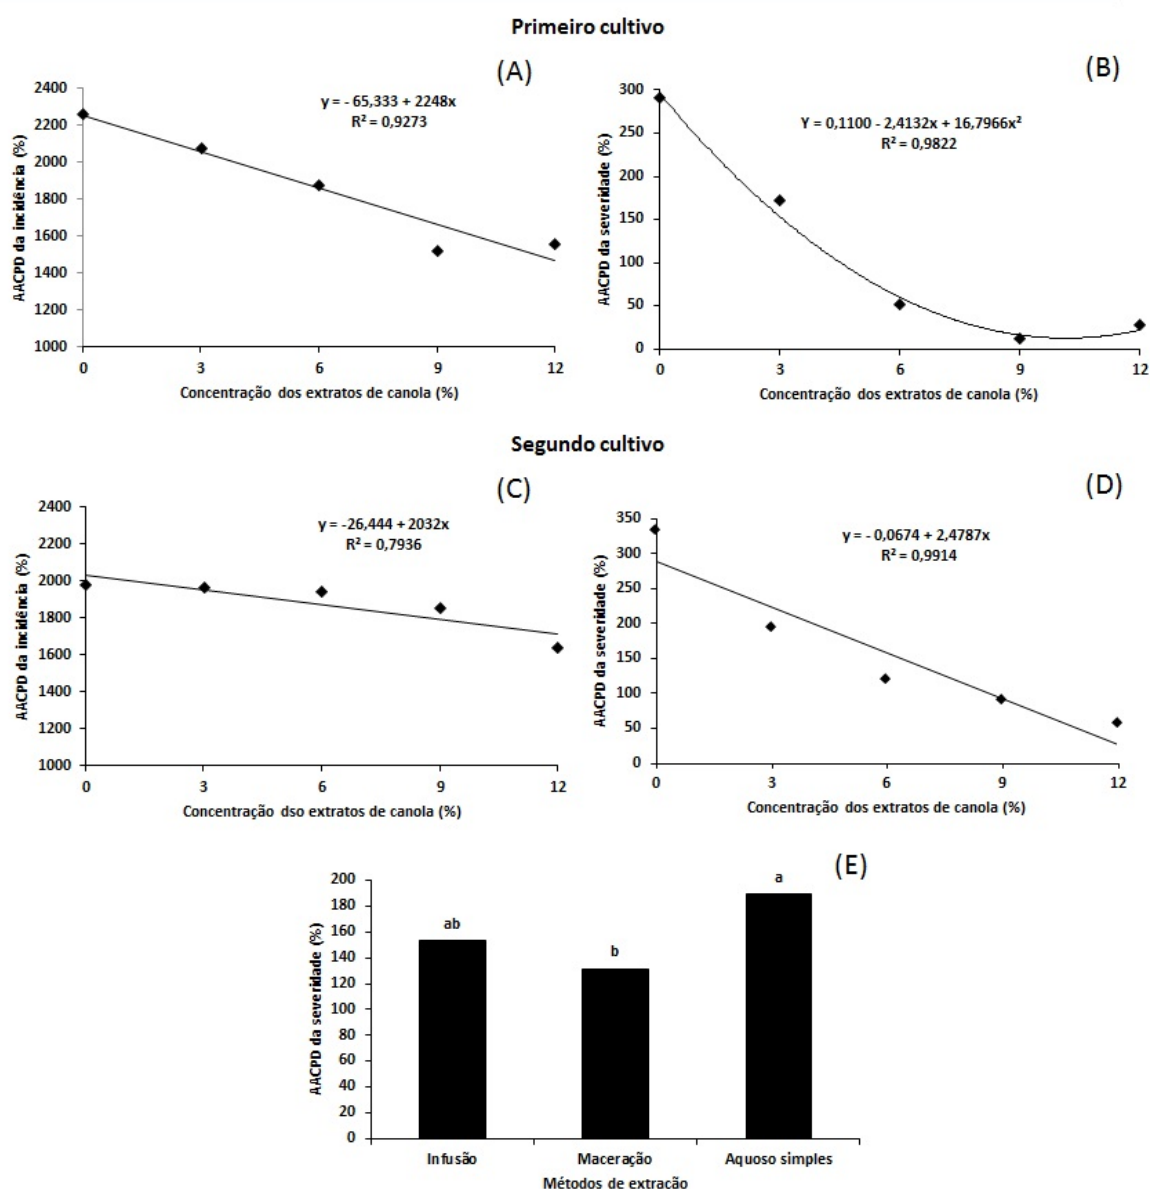 Primeiro cultivo
(A)
y = - 65,333 + 2248x
R² = 0,9273
AACPD da incidência (%)
2400
2200
2000
1800
1600
1400
1200
1000
0 3 6 9 12
Concentração dos extratos de canola (%)
(B)
Y = 0,1100 - 2,4132x + 16,7966x²
R² = 0,9822
AACPD da severidade (%)
300
250
200
150
100
50
0
0 3 6 9 12
Concentração dos extratos de canola (%)
Segundo cultivo
(C)
y = -26,444 + 2032x
R² = 0,7936
AACPD da incidência (%)
2400
2200
2000
1800
1600
1400
1200
1000
0 3 6 9 12
Concentração dso extratos de canola (%)
(D)
y = - 0,0674 + 2,4787x
R² = 0,9914
AACPD da severidade (%)
350
300
250
200
150
100
50
0
0 3 6 9 12
Concentração dos extratos de canola (%)
(E)
AACPD da severidade (%)
200
180
160
140
120
100
80
60
40
20
0
ab
b
a
Infusão Maceração Aquoso simples
Métodos de extração